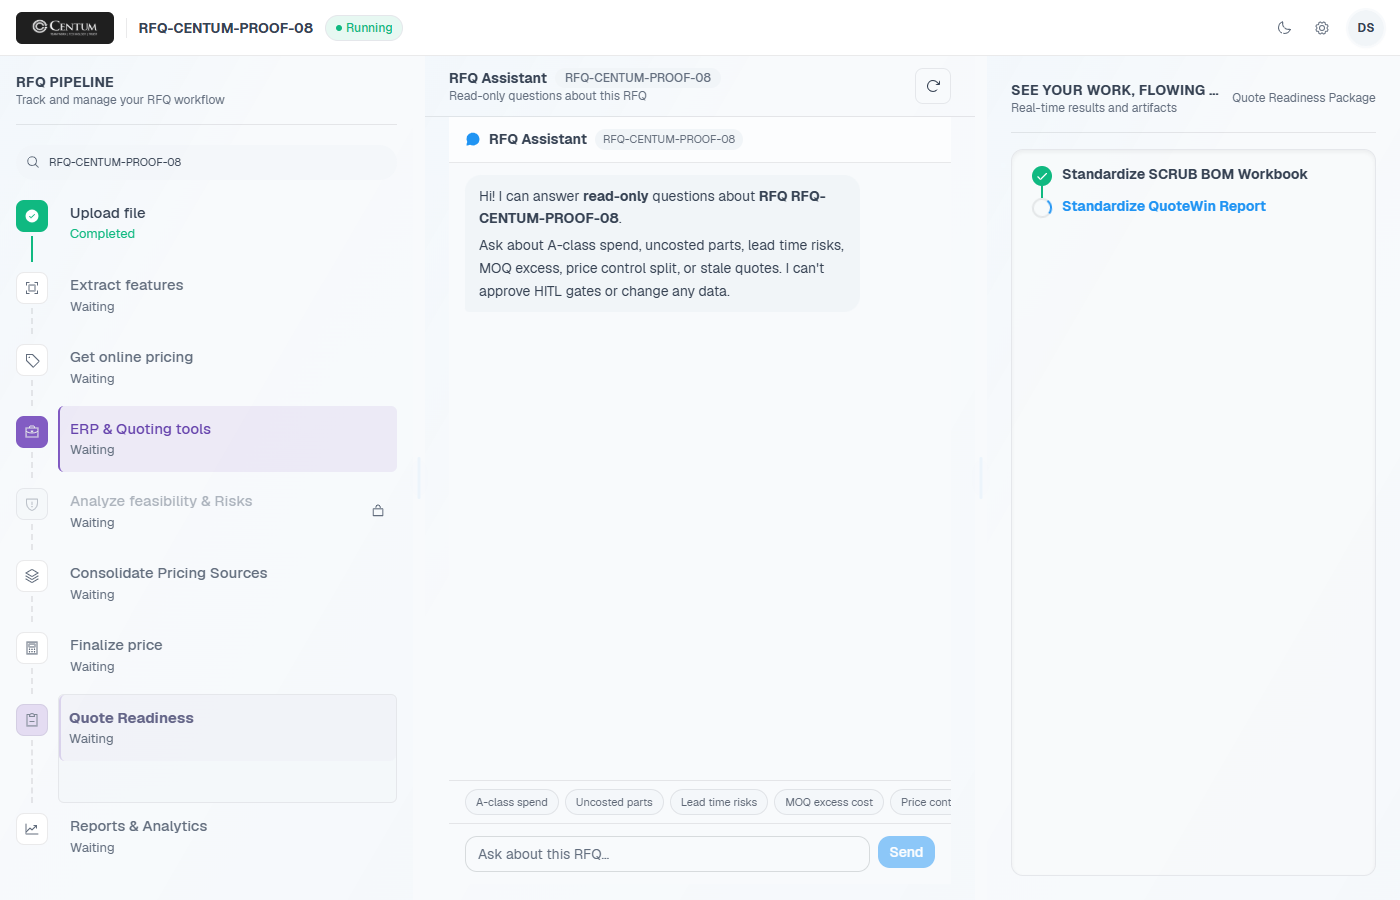 CENTUM
RFQ-CENTUM-PROOF-08
Running
DS
RFQ PIPELINE
Track and manage your RFQ workflow
RFQ-CENTUM-PROOF-08
Upload file
Completed
Extract features
Waiting
Get online pricing
Waiting
ERP & Quoting tools
Waiting
Analyze feasibility & Risks
Waiting
Consolidate Pricing Sources
Waiting
Finalize price
Waiting
Quote Readiness
Waiting
Reports & Analytics
Waiting
RFQ Assistant
RFQ-CENTUM-PROOF-08
Read-only questions about this RFQ
RFQ Assistant
RFQ-CENTUM-PROOF-08
Hi! I can answer read-only questions about RFQ RFQ-
CENTUM-PROOF-08.
Ask about A-class spend, uncosted parts, lead time risks,
MOQ excess, price control split, or stale quotes. I can't
approve HITL gates or change any data.
A-class spend
Uncosted parts
Lead time risks
MOQ excess cost
Price cont
Ask about this RFQ...
Send
SEE YOUR WORK, FLOWING ...
Real-time results and artifacts
Quote Readiness Package
Standardize SCRUB BOM Workbook
Standardize QuoteWin Report